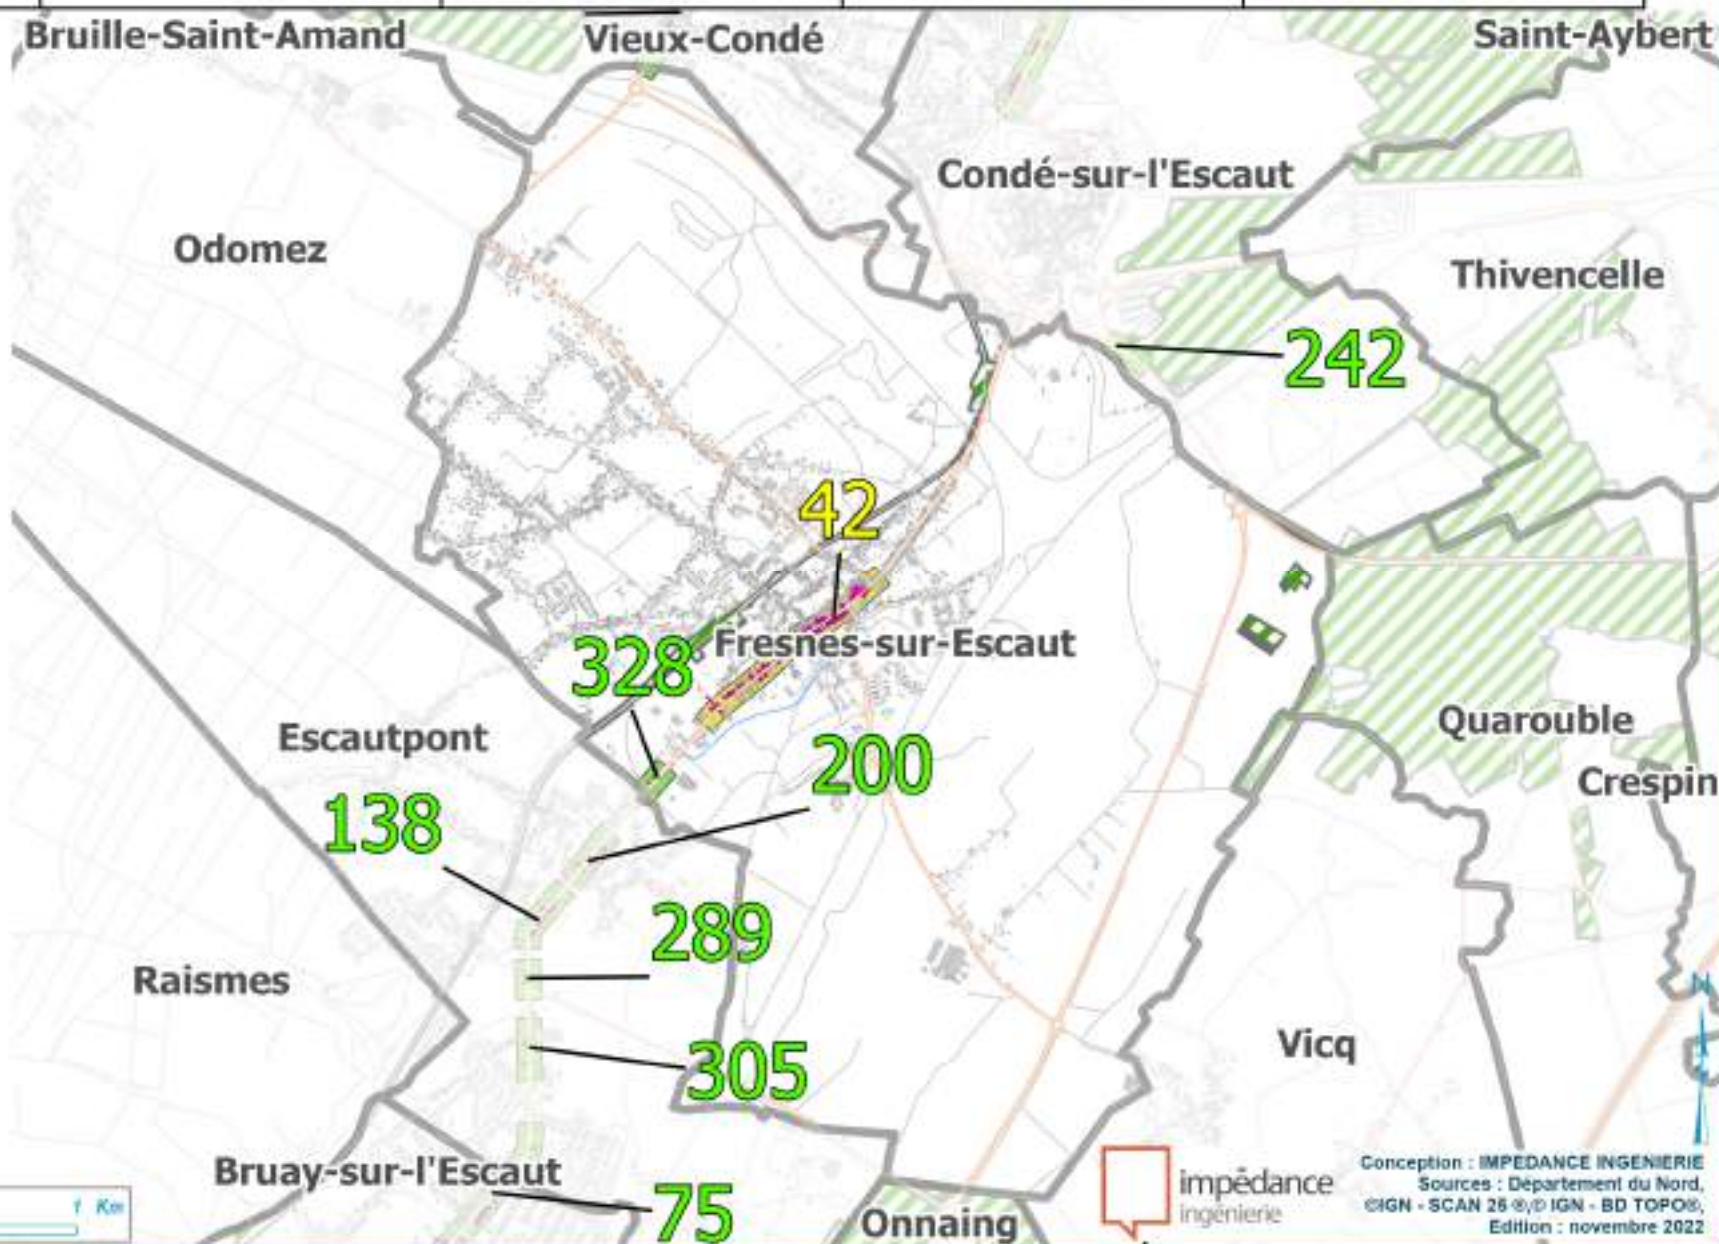 Bruille-Saint-Amand
Vieux-Condé
Saint-Aybert
Condé-sur-l'Escaut
Odomez
Thivencelle
242
42
Fresnes-sur-Escaut
328
Escautpont
Quarouble
200
Crespin
138
289
Raismes
N
Vicq
305
Bruay-sur-l'Escaut
75
Onnaing
1 Km
impédance
ingénierie
Conception : IMPEDANCE INGENIERIE
Sources : Département du Nord,
©IGN - SCAN 25 ®,© IGN - BD TOPO®,
Edition : novembre 2022